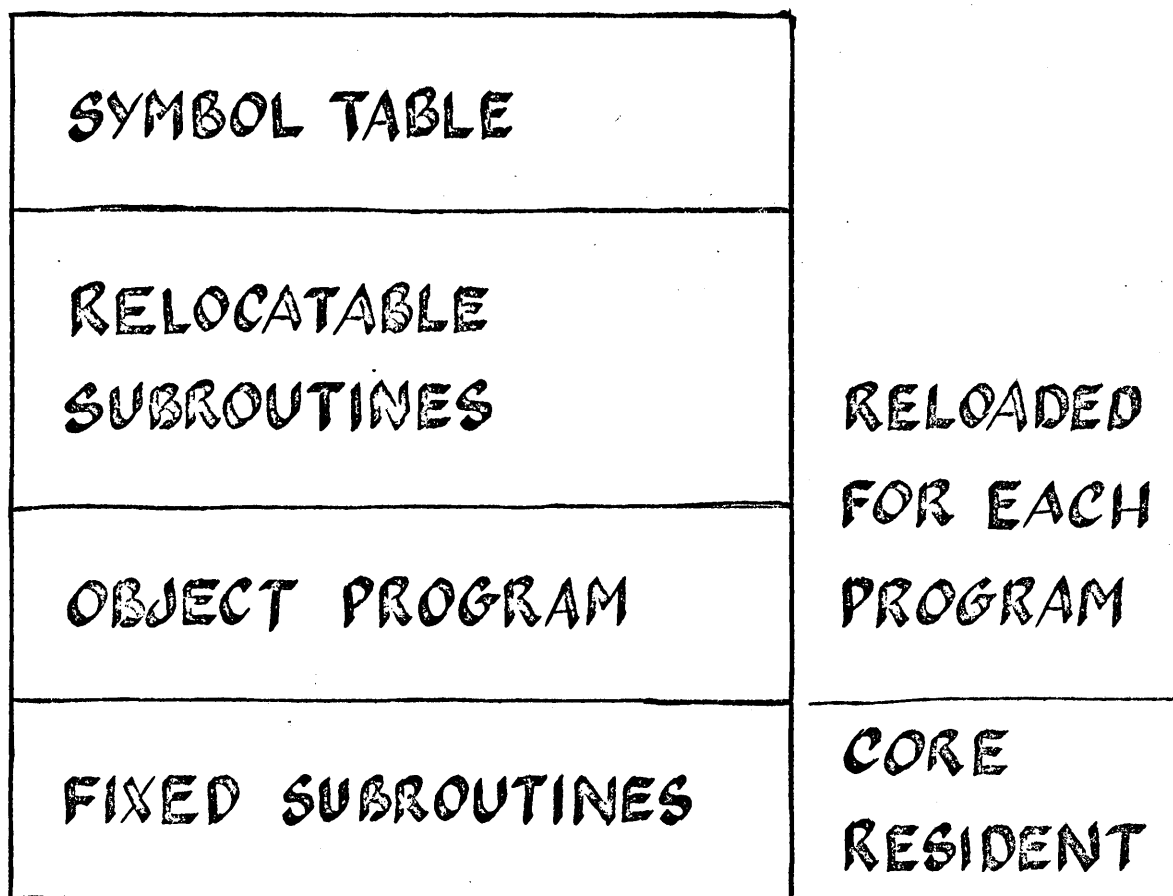 SYMBOL TABLE
RELOCATABLE
SUBROUTINES
OBJECT PROGRAM
FIXED SUBROUTINES
RELOADED
FOR EACH
PROGRAM
CORE
RESIDENT